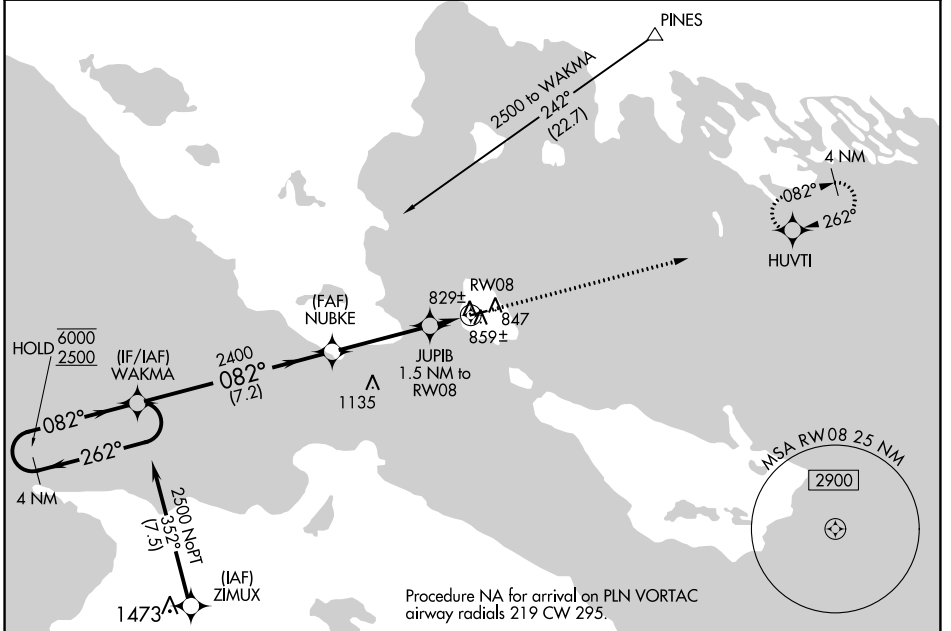 PINES
2500 to WAKMA
242°
(22.7)
4 NM
082°
262°
HUVTI
RW08
829±
847
859±
(FAF)
NUBKE
JUPIB
1.5 NM to
RW08
1135
HOLD 6000
2500
(IF/IAF)
WAKMA
2400
082°
(7.2)
082°
262°
4 NM
2500 NoPT
352°
(7.5)
(IAF)
ZIMUX
1473
MSA RW08 25 NM
2900
Procedure NA for arrival on PLN VORTAC
airway radials 219 CW 295.